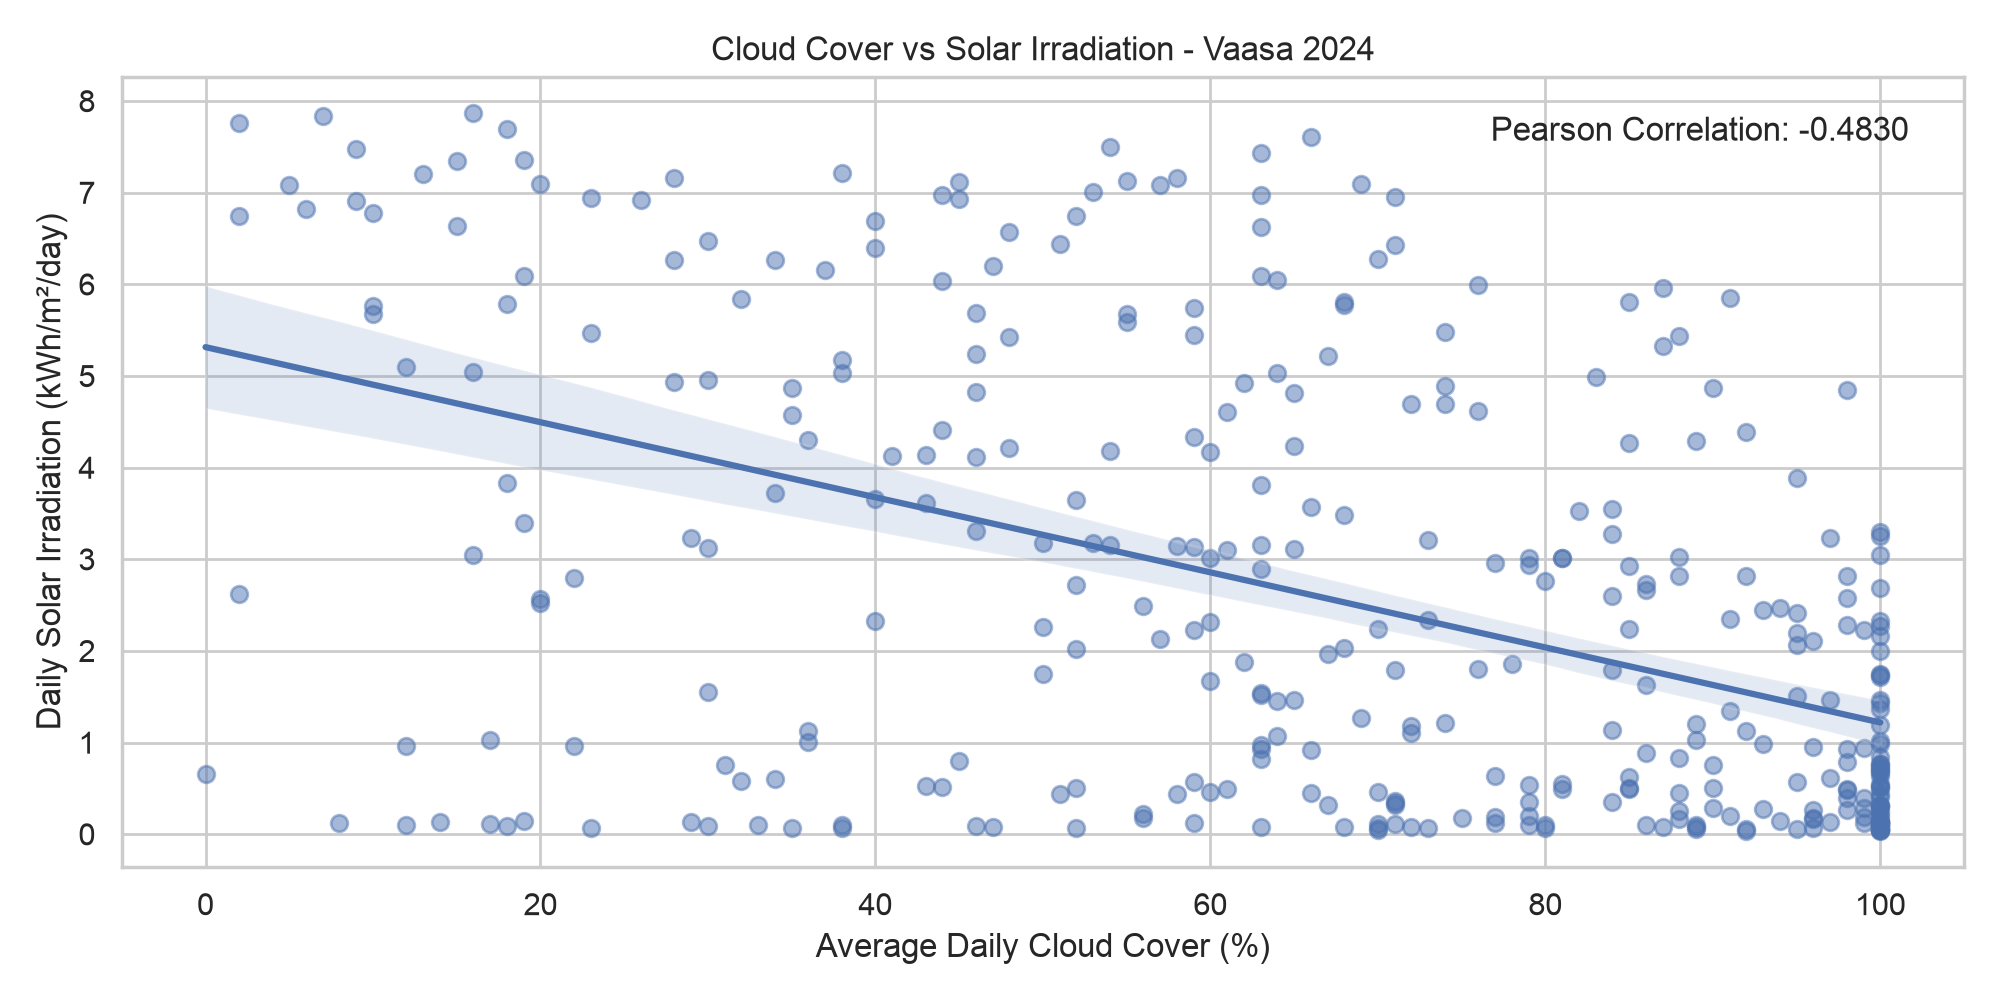 Cloud Cover vs Solar Irradiation - Vaasa 2024
Pearson Correlation: -0.4830
Daily Solar Irradiation (kWh/m²/day)
8
7
6
5
4
3
2
1
0
0 20 40 60 80 100
Average Daily Cloud Cover (%)